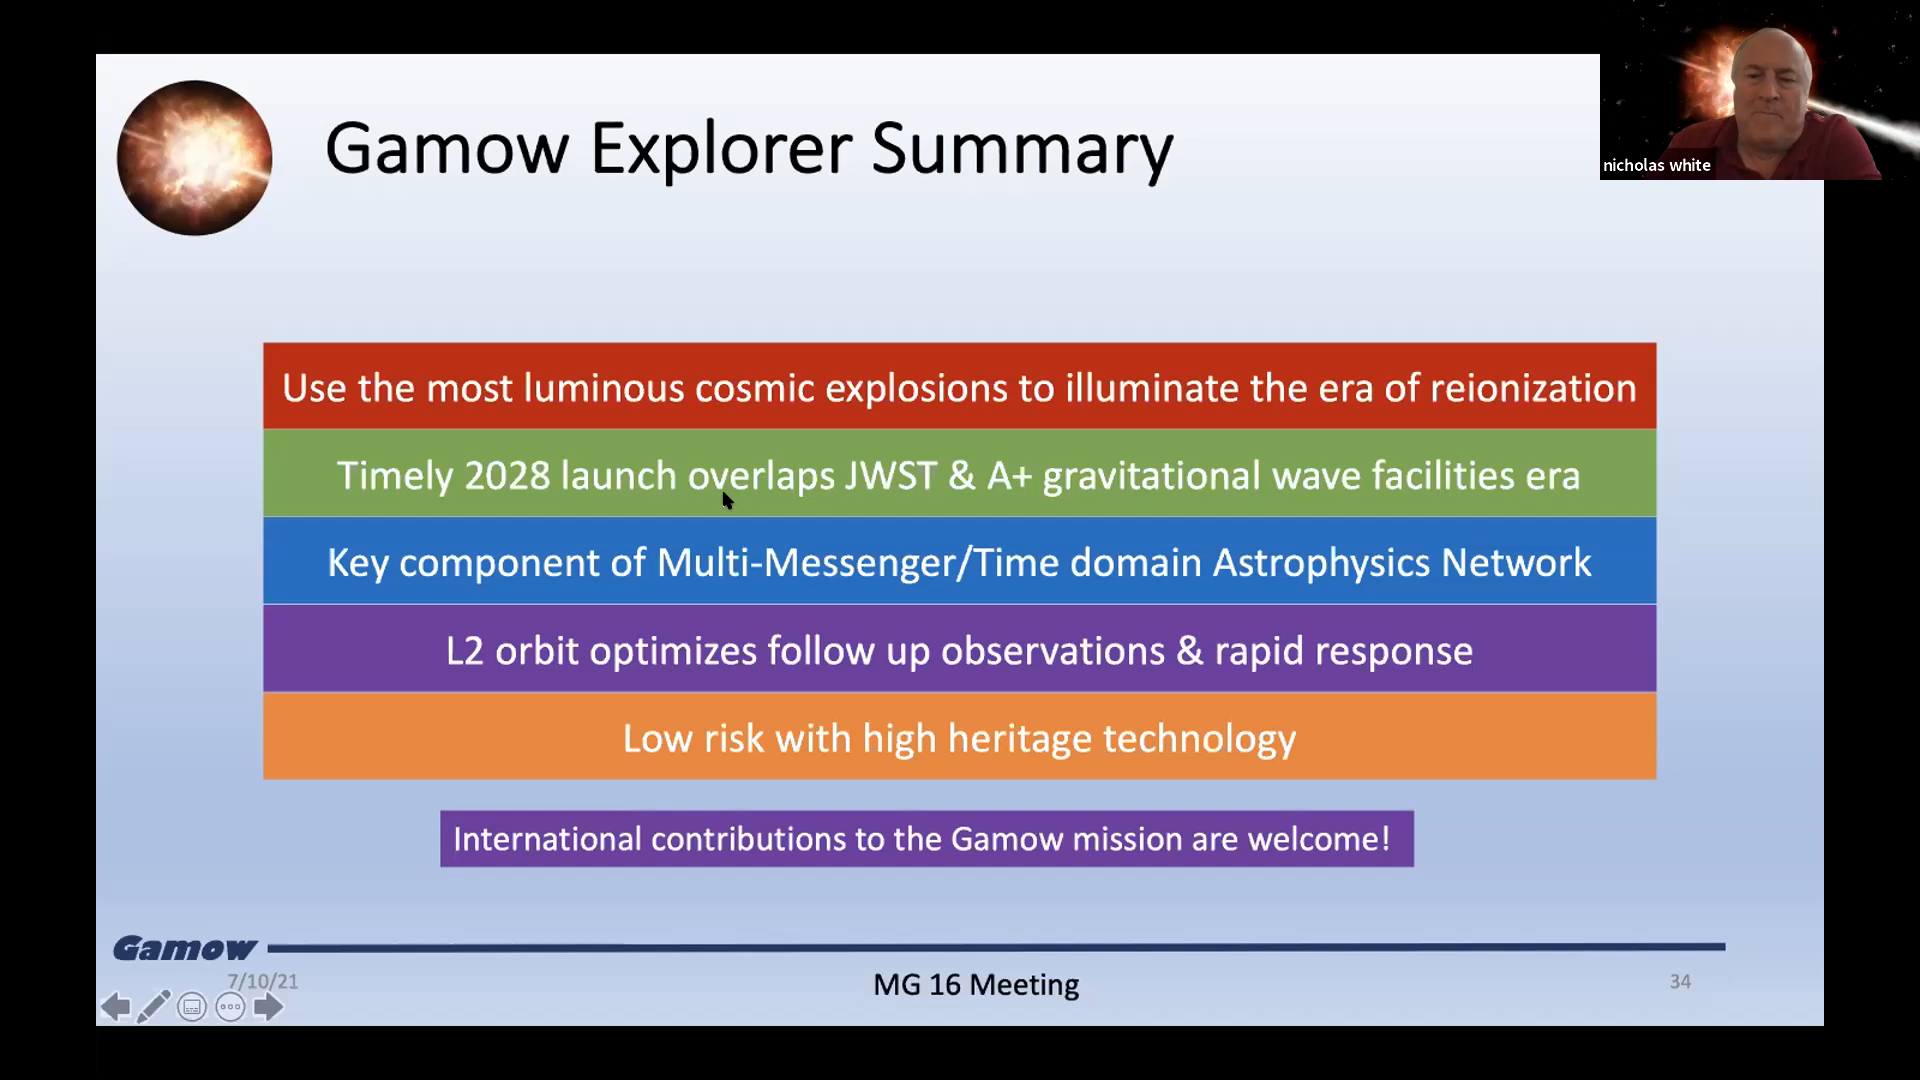 Gamow Explorer Summary
nicholas white
Use the most luminous cosmic explosions to illuminate the era of reionization
Timely 2028 launch overlaps JWST & A+ gravitational wave facilities era
Key component of Multi-Messenger/Time domain Astrophysics Network
L2 orbit optimizes follow up observations & rapid response
Low risk with high heritage technology
International contributions to the Gamow mission are welcome!
Gamow
7/10/21
MG 16 Meeting
34